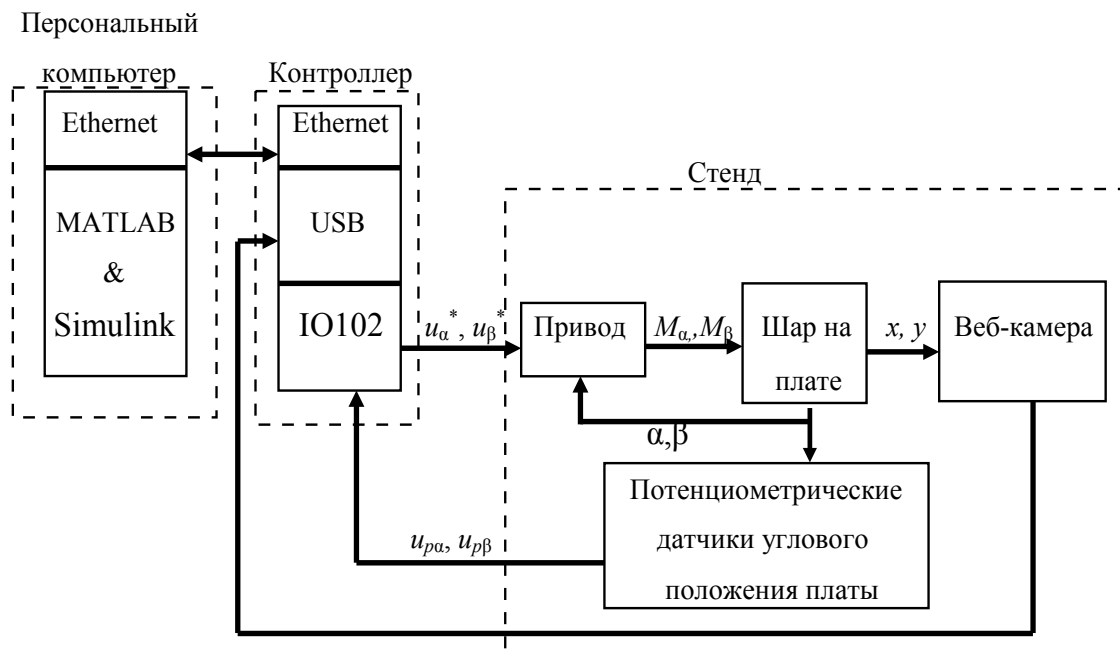 Персональный
компьютер
Контроллер
Ethernet
Ethernet
MATLAB
&
Simulink
USB
IO102
Стенд
uα*, uβ*
Привод
Mα,,Mβ
Шар на
плате
x, y
Веб-камера
α,β
Потенциометрические
датчики углового
положения платы
upα, upβ